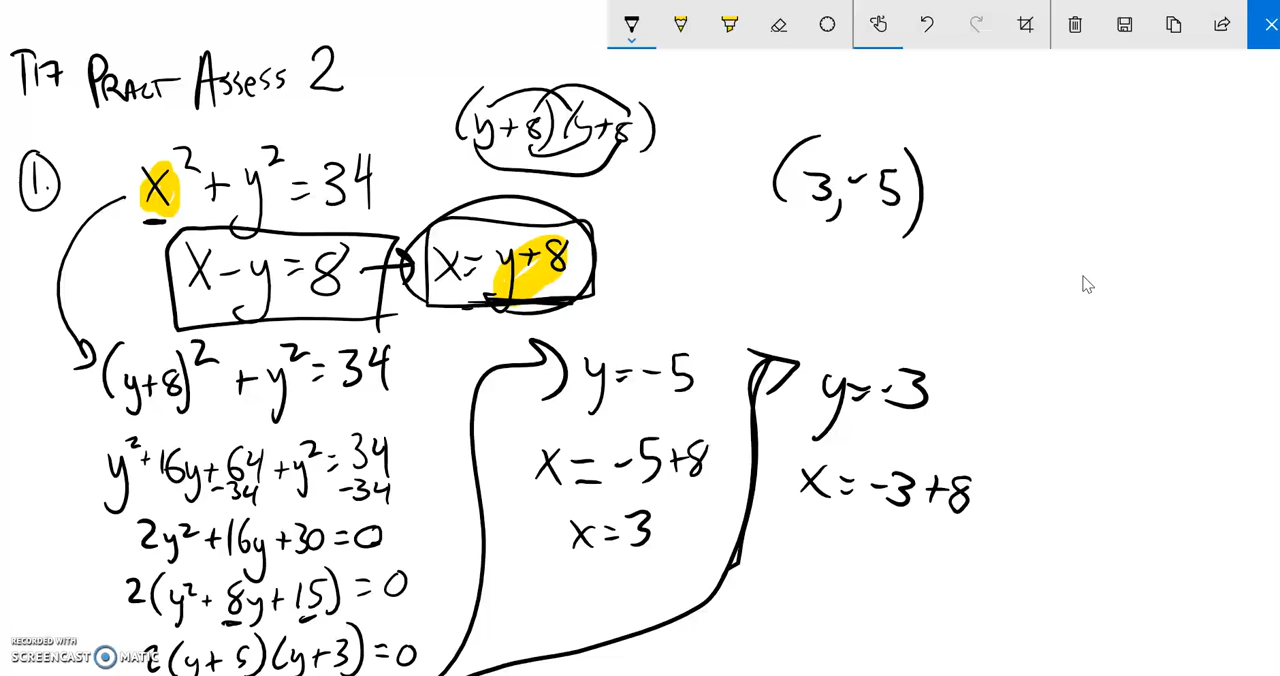 T17 PRACT ASSESS 2
(y+8)(y+8)
1. x² + y² = 34
(3, -5)
x - y = 8
x = y+8
(y+8)² + y² = 34
y² + 16y + 64 + y² = 34
-34 -34
2y² + 16y + 30 = 0
2(y² + 8y + 15) = 0
2(y + 5)(y + 3) = 0
y = -5
x = -5+8
x = 3
y = -3
x = -3 + 8
RECORDED WITH
SCREENCAST MATIC